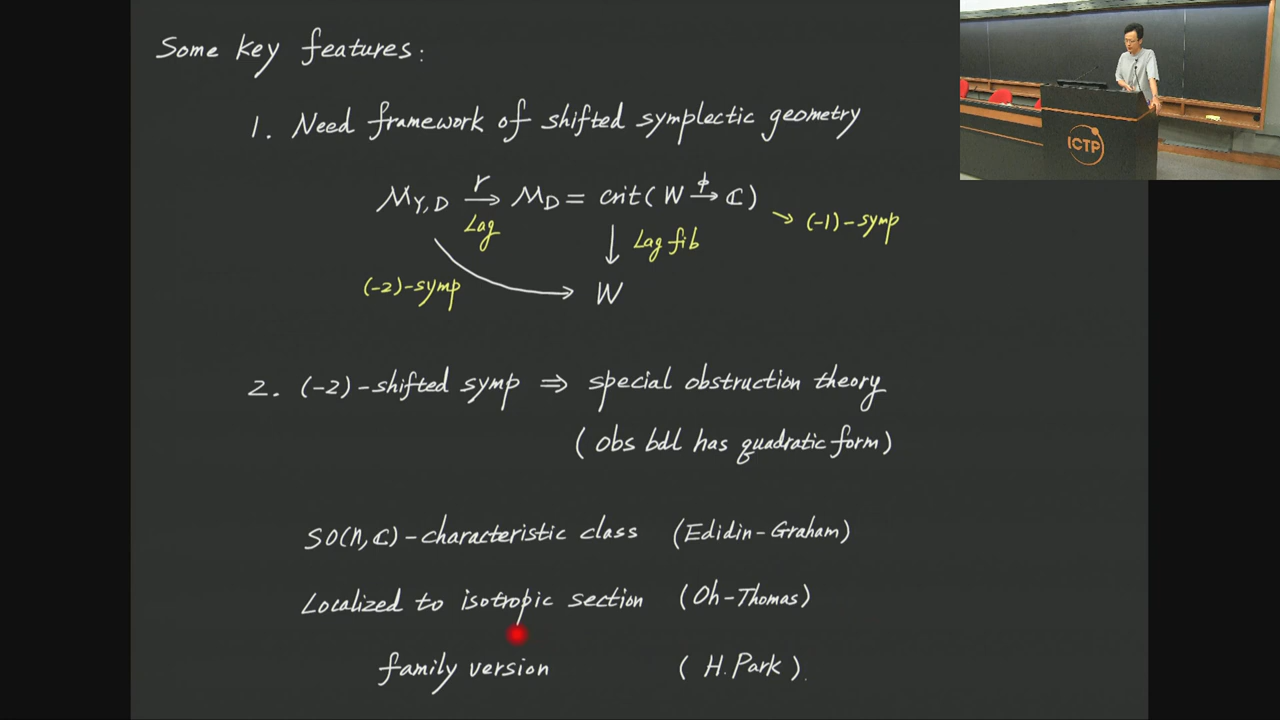 Some key features:
1. Need framework of shifted symplectic geometry
M_{Y,D} \xrightarrow{r} M_D = crit(W \xrightarrow{ϕ} ℂ)
Lag
→ (-1)-symp
↓ Lag fib
(-2)-symp
W
2. (-2)-shifted symp ⇒ special obstruction theory
(obs bdl has quadratic form)
SO(n,ℂ)-characteristic class (Edidin-Graham)
Localized to isotropic section (Oh-Thomas)
family version (H. Park).
ICTP